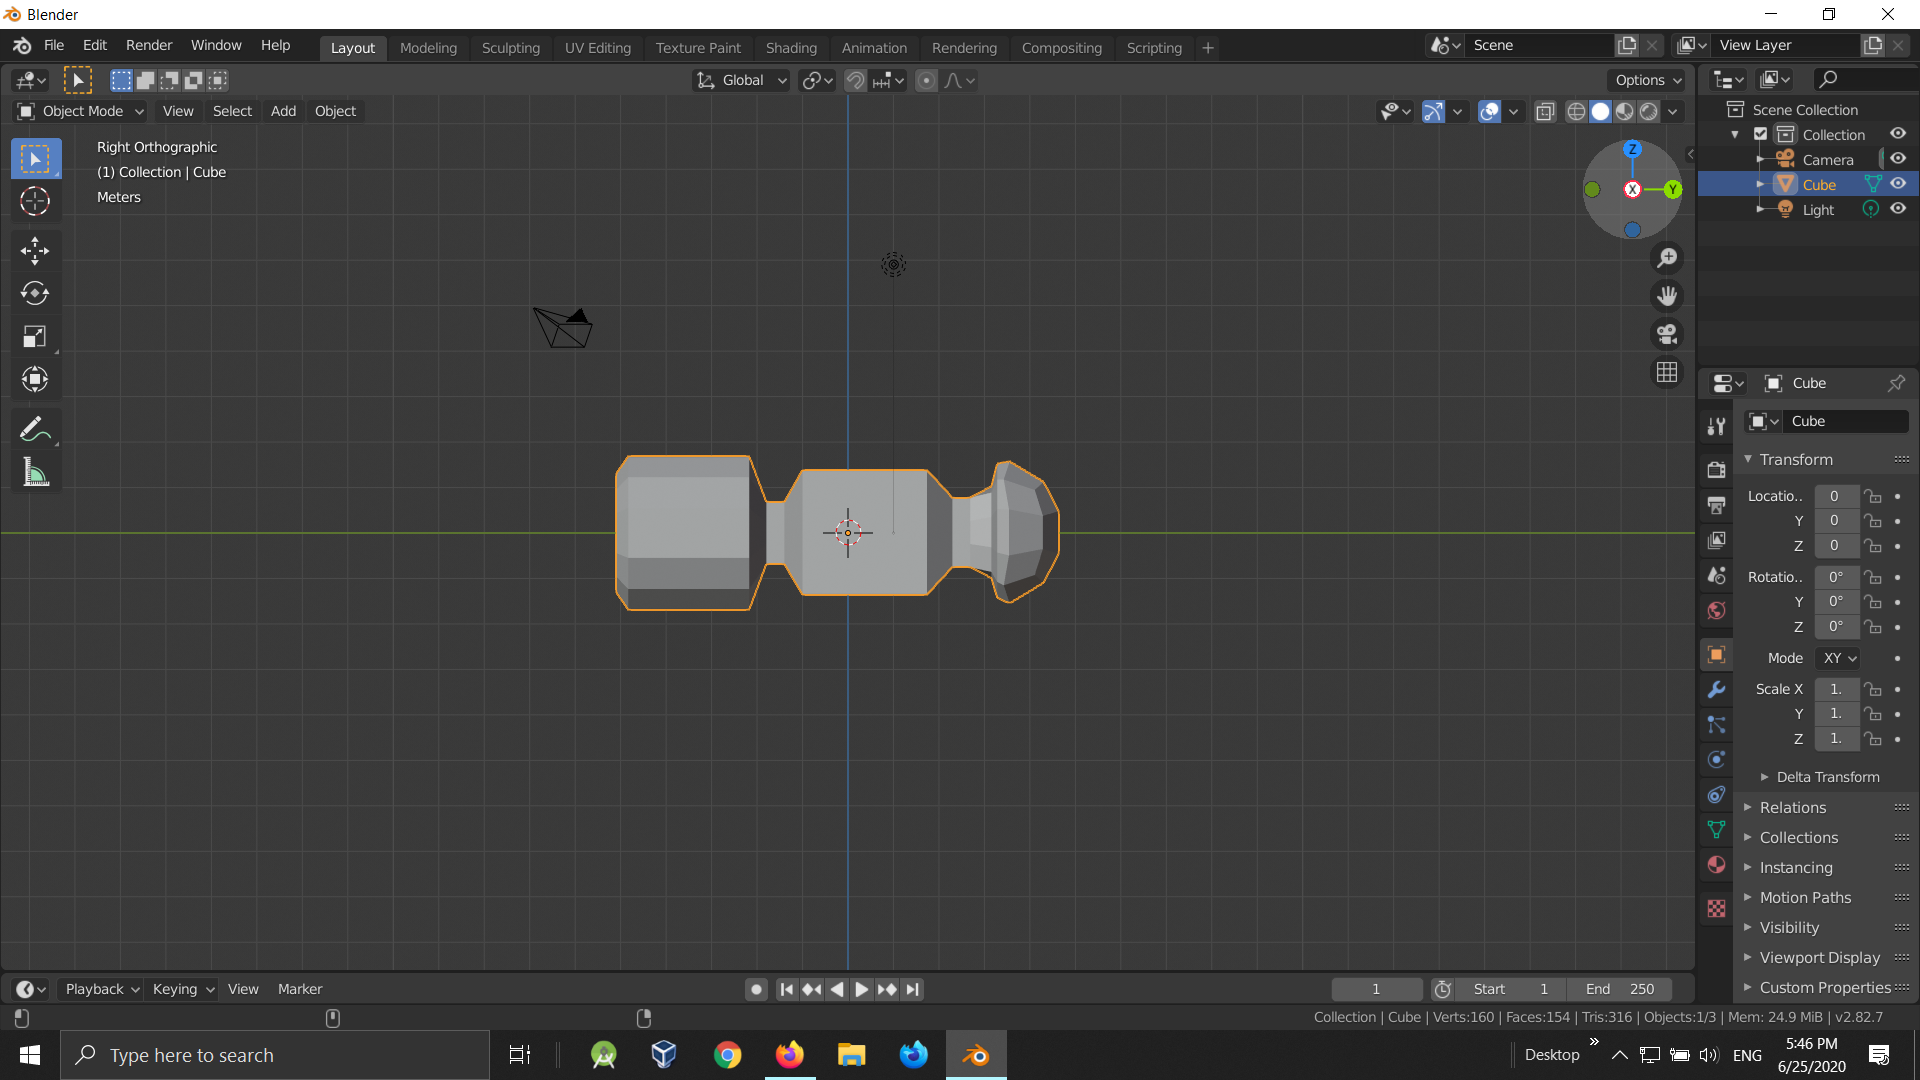 Blender
File Edit Render Window Help Layout Modeling Sculpting UV Editing Texture Paint Shading Animation Rendering Compositing Scripting + Scene View Layer
Global Options
Object Mode View Select Add Object
Right Orthographic
(1) Collection | Cube
Meters
Z
X
Y
Scene Collection
Collection
Camera
Cube
Light
Cube
Cube
Transform
Locatio.. 0
Y 0
Z 0
Rotatio.. 0°
Y 0°
Z 0°
Mode XY
Scale X 1.
Y 1.
Z 1.
Delta Transform
Relations
Collections
Instancing
Motion Paths
Visibility
Viewport Display
Custom Properties
Playback Keying View Marker 1 Start 1 End 250
Collection | Cube | Verts:160 | Faces:154 | Tris:316 | Objects:1/3 | Mem: 24.9 MiB | v2.82.7
Type here to search
Desktop » ENG
5:46 PM
6/25/2020